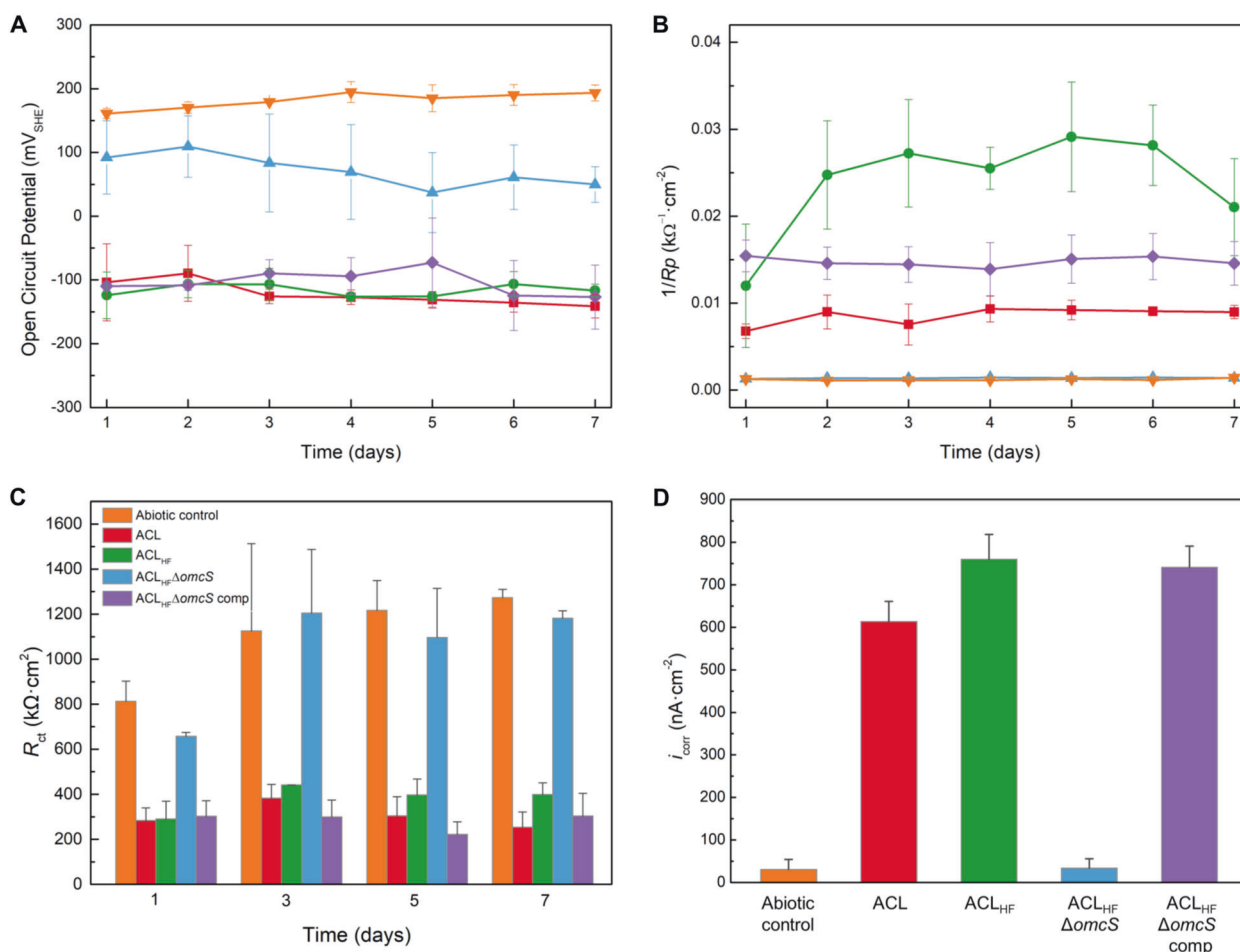 A
300
200
100
0
-100
-200
-300
Open Circuit Potential (mV_SHE)
1 2 3 4 5 6 7
Time (days)
B
0.04
0.03
0.02
0.01
0.00
1/Rp (kΩ⁻¹·cm⁻²)
1 2 3 4 5 6 7
Time (days)
C
1600
1400
1200
1000
800
600
400
200
0
R_ct (kΩ·cm²)
Abiotic control
ACL
ACL_HF
ACL_HFΔomcS
ACL_HFΔomcS comp
1 3 5 7
Time (days)
D
900
800
700
600
500
400
300
200
100
0
i_corr (nA·cm⁻²)
Abiotic
control
ACL
ACL_HF
ACL_HF
ΔomcS
ACL_HF
ΔomcS
comp